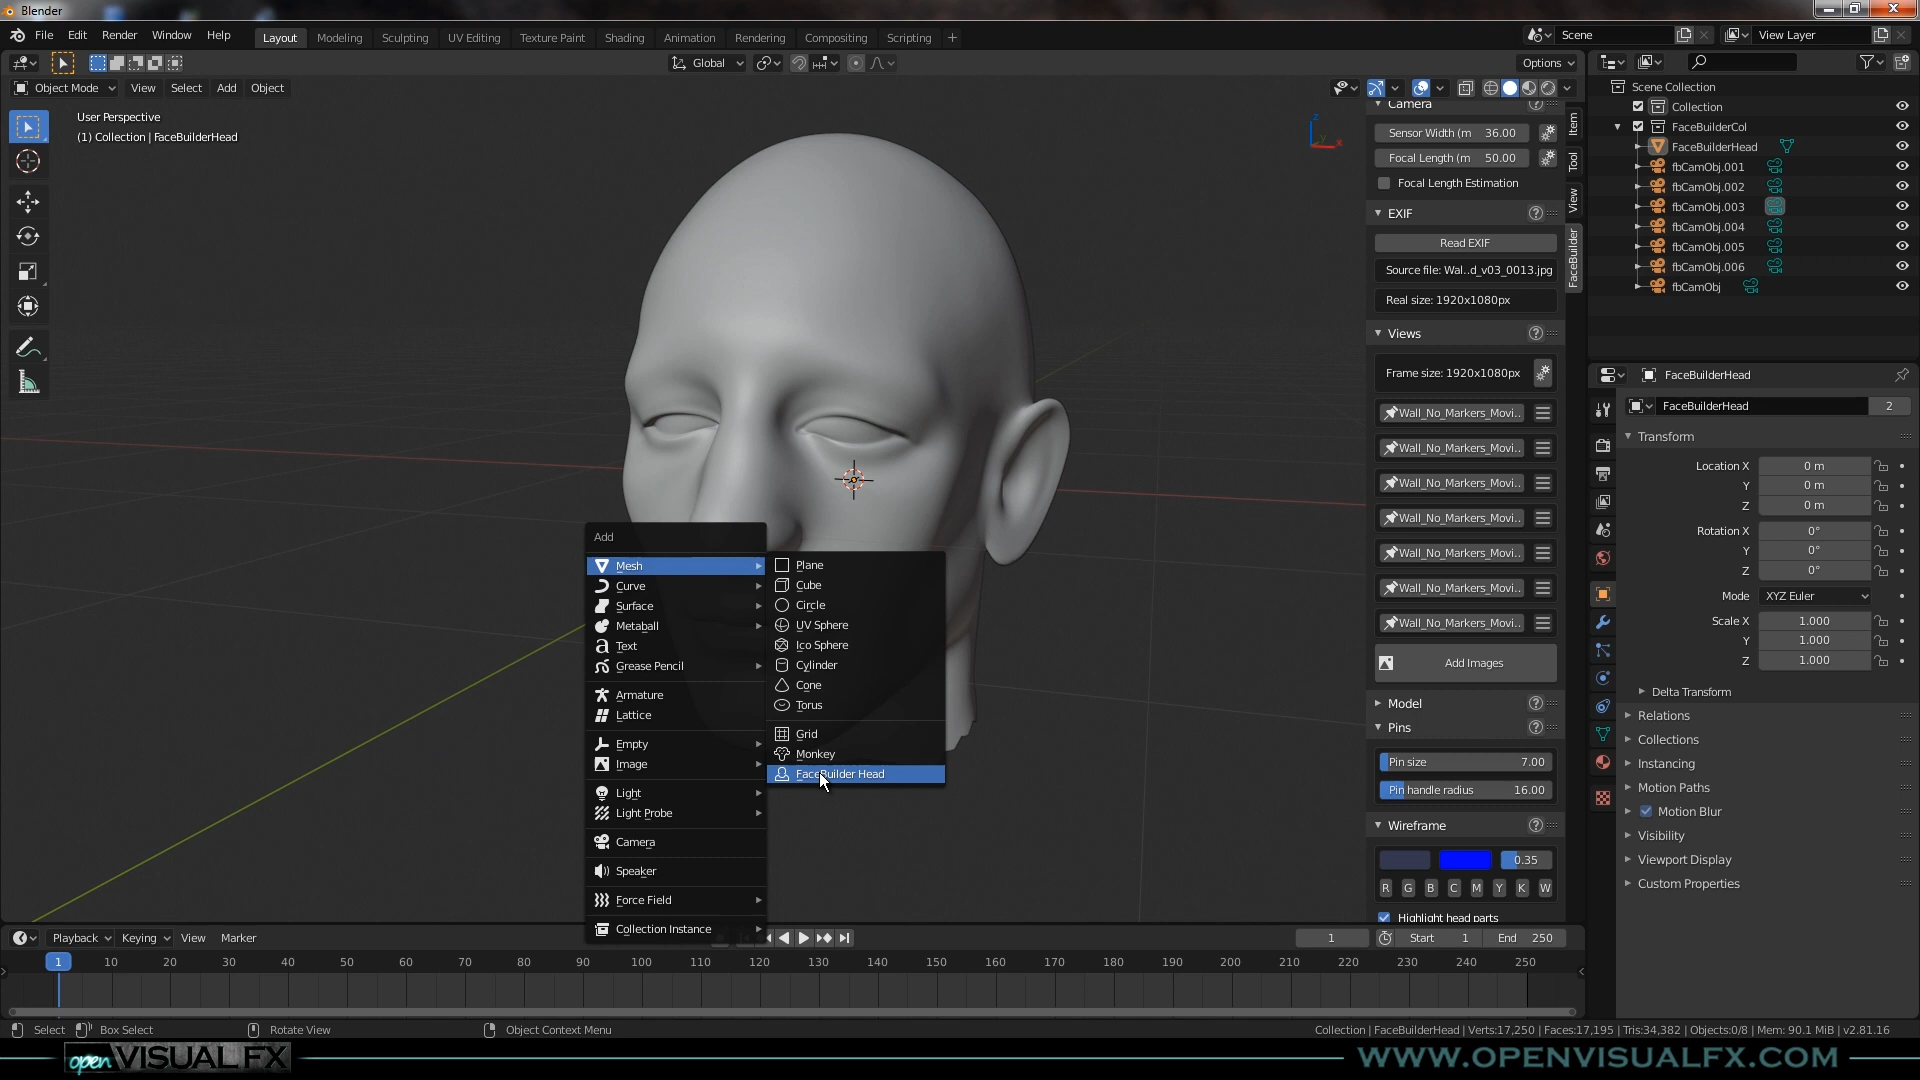 Blender
File Edit Render Window Help
Layout Modeling Sculpting UV Editing Texture Paint Shading Animation Rendering Compositing Scripting +
Scene
View Layer
Global
Options
Object Mode View Select Add Object
User Perspective
(1) Collection | FaceBuilderHead
Z
Y
X
Camera
Sensor Width (m 36.00
Focal Length (m 50.00
Focal Length Estimation
EXIF
Read EXIF
Source file: Wal..d_v03_0013.jpg
Real size: 1920x1080px
Views
Frame size: 1920x1080px
Wall_No_Markers_Movi..
Wall_No_Markers_Movi..
Wall_No_Markers_Movi..
Wall_No_Markers_Movi..
Wall_No_Markers_Movi..
Wall_No_Markers_Movi..
Wall_No_Markers_Movi..
Add Images
Model
Pins
Pin size 7.00
Pin handle radius 16.00
Wireframe
0.35
R G B C M Y K W
Highlight head parts
Item
Tool
View
FaceBuilder
Add
Mesh
Curve
Surface
Metaball
Text
Grease Pencil
Armature
Lattice
Empty
Image
Light
Light Probe
Camera
Speaker
Force Field
Collection Instance
Plane
Cube
Circle
UV Sphere
Ico Sphere
Cylinder
Cone
Torus
Grid
Monkey
FaceBuilder Head
Scene Collection
Collection
FaceBuilderCol
FaceBuilderHead
fbCamObj.001
fbCamObj.002
fbCamObj.003
fbCamObj.004
fbCamObj.005
fbCamObj.006
fbCamObj
FaceBuilderHead
FaceBuilderHead 2
Transform
Location X 0 m
Y 0 m
Z 0 m
Rotation X 0°
Y 0°
Z 0°
Mode XYZ Euler
Scale X 1.000
Y 1.000
Z 1.000
Delta Transform
Relations
Collections
Instancing
Motion Paths
Motion Blur
Visibility
Viewport Display
Custom Properties
Playback Keying View Marker
1 Start 1 End 250
1 10 20 30 40 50 60 70 80 90 100 110 120 130 140 150 160 170 180 190 200 210 220 230 240 250
Select Box Select Rotate View Object Context Menu
Collection | FaceBuilderHead | Verts:17,250 | Faces:17,195 | Tris:34,382 | Objects:0/8 | Mem: 90.1 MiB | v2.81.16
open VISUALFX
WWW.OPENVISUALFX.COM